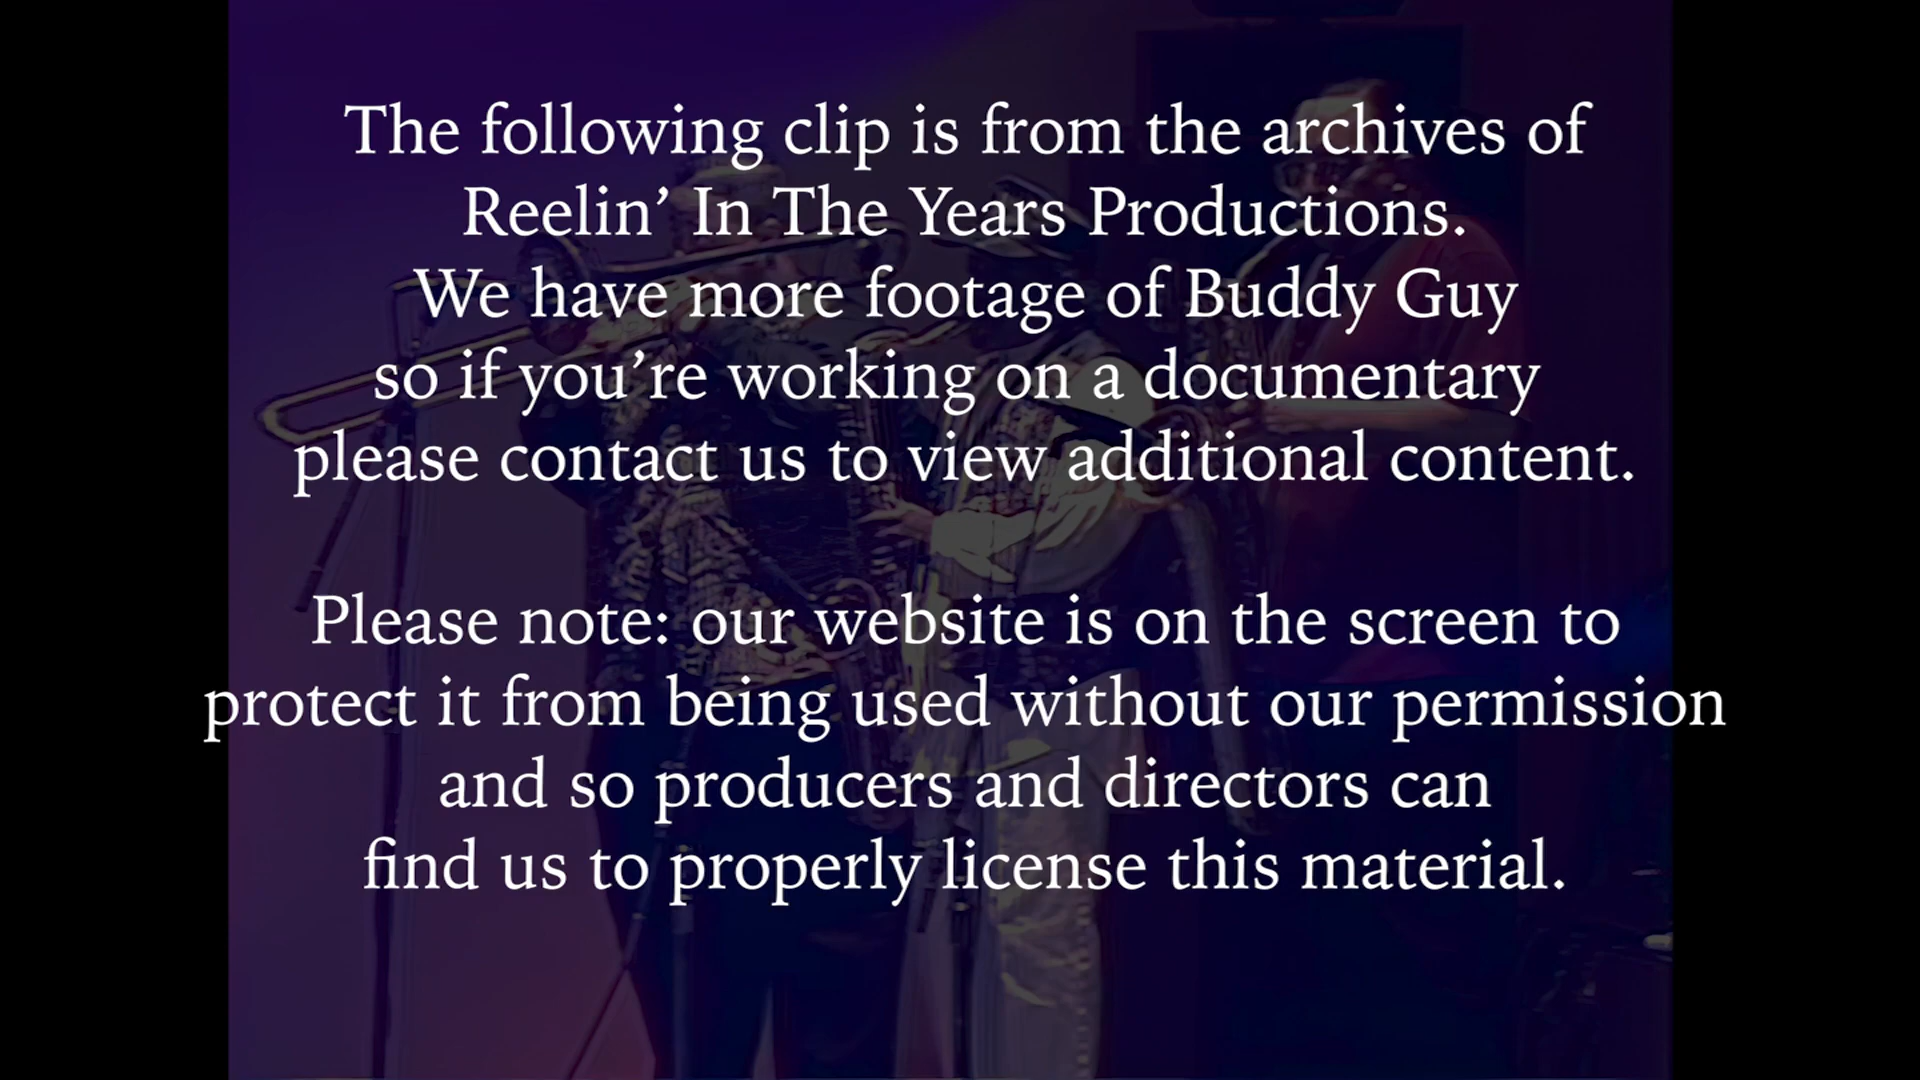 The following clip is from the archives of
Reelin’ In The Years Productions.
We have more footage of Buddy Guy
so if you’re working on a documentary
please contact us to view additional content.
Please note: our website is on the screen to
protect it from being used without our permission
and so producers and directors can
find us to properly license this material.